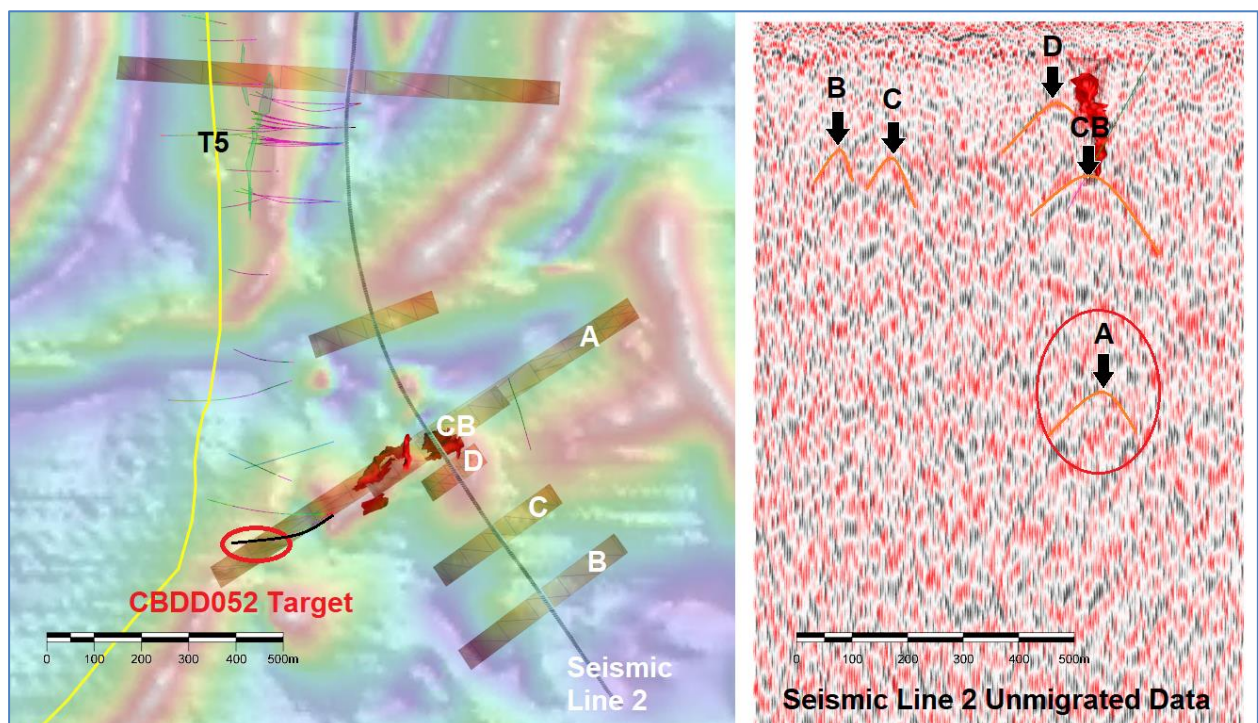 T5
A
CB
D
C
B
CBDD052 Target
0 100 200 300 400 500m
Seismic
Line 2
D
B
C
CB
A
0 100 200 300 400 500m
Seismic Line 2 Unmigrated Data